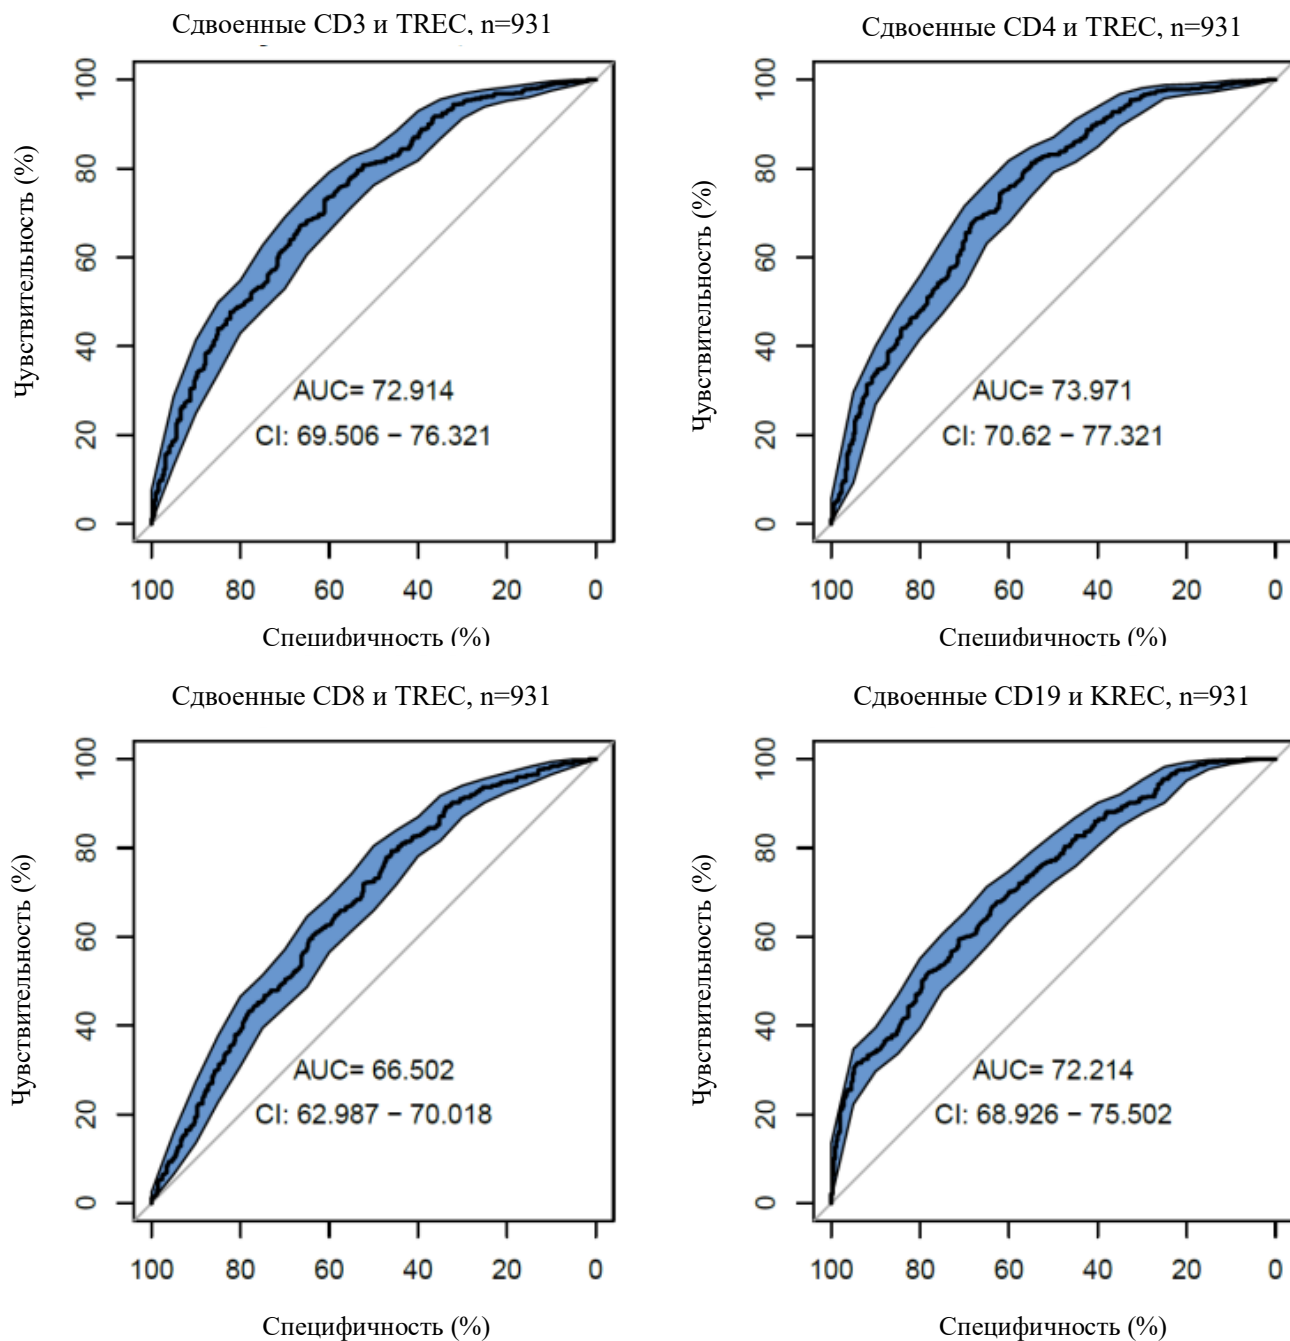 Сдвоенные CD3 и TREC, n=931
Чувствительность (%)
100
80
60
40
20
0
AUC= 72.914
CI: 69.506 − 76.321
100 80 60 40 20 0
Специфичность (%)
Сдвоенные CD4 и TREC, n=931
Чувствительность (%)
100
80
60
40
20
0
AUC= 73.971
CI: 70.62 − 77.321
100 80 60 40 20 0
Специфичность (%)
Сдвоенные CD8 и TREC, n=931
Чувствительность (%)
100
80
60
40
20
0
AUC= 66.502
CI: 62.987 − 70.018
100 80 60 40 20 0
Специфичность (%)
Сдвоенные CD19 и KREC, n=931
Чувствительность (%)
100
80
60
40
20
0
AUC= 72.214
CI: 68.926 − 75.502
100 80 60 40 20 0
Специфичность (%)